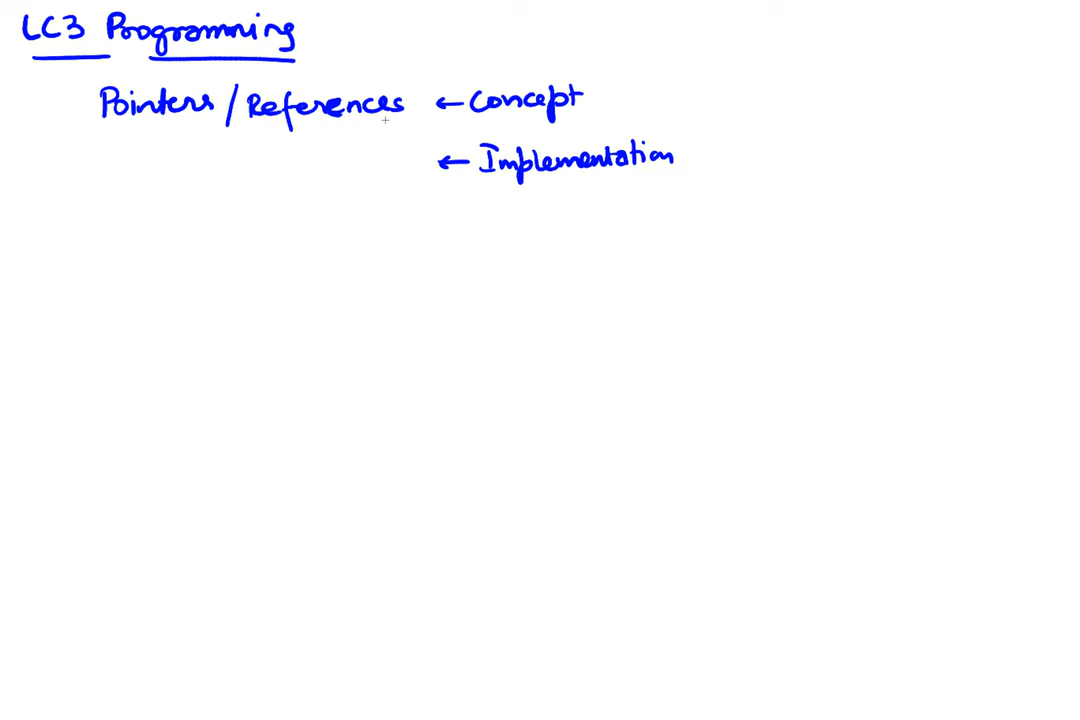 LC3 Programming
Pointers / References ← Concept
← Implementation